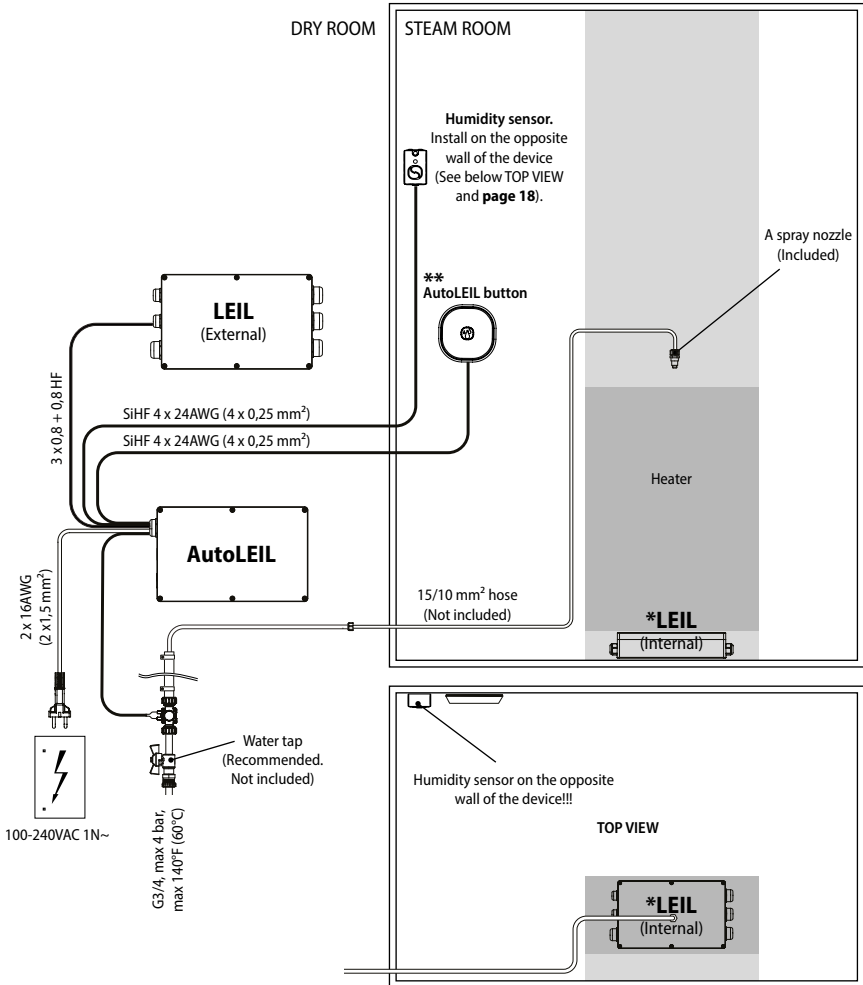 DRY ROOM
STEAM ROOM
Humidity sensor.
Install on the opposite
wall of the device
(See below TOP VIEW
and page 18).
A spray nozzle
(Included)
**
AutoLEIL button
LEIL
(External)
3 x 0,8 + 0,8 HF
SiHF 4 x 24AWG (4 x 0,25 mm²)
SiHF 4 x 24AWG (4 x 0,25 mm²)
Heater
AutoLEIL
2 x 16AWG
(2 x1,5 mm²)
15/10 mm² hose
(Not included)
*LEIL
(Internal)
Water tap
(Recommended.
Not included)
100-240VAC 1N~
G3/4, max 4 bar,
max 140°F (60°C)
Humidity sensor on the opposite
wall of the device!!!
TOP VIEW
*LEIL
(Internal)